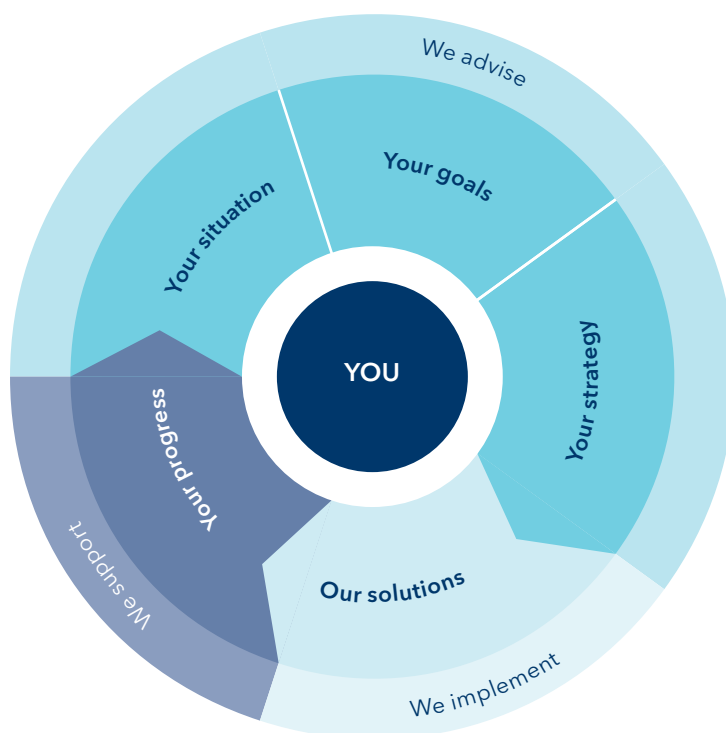 We advise
Your goals
Your situation
Your strategy
YOU
Your progress
Our solutions
We support
We implement